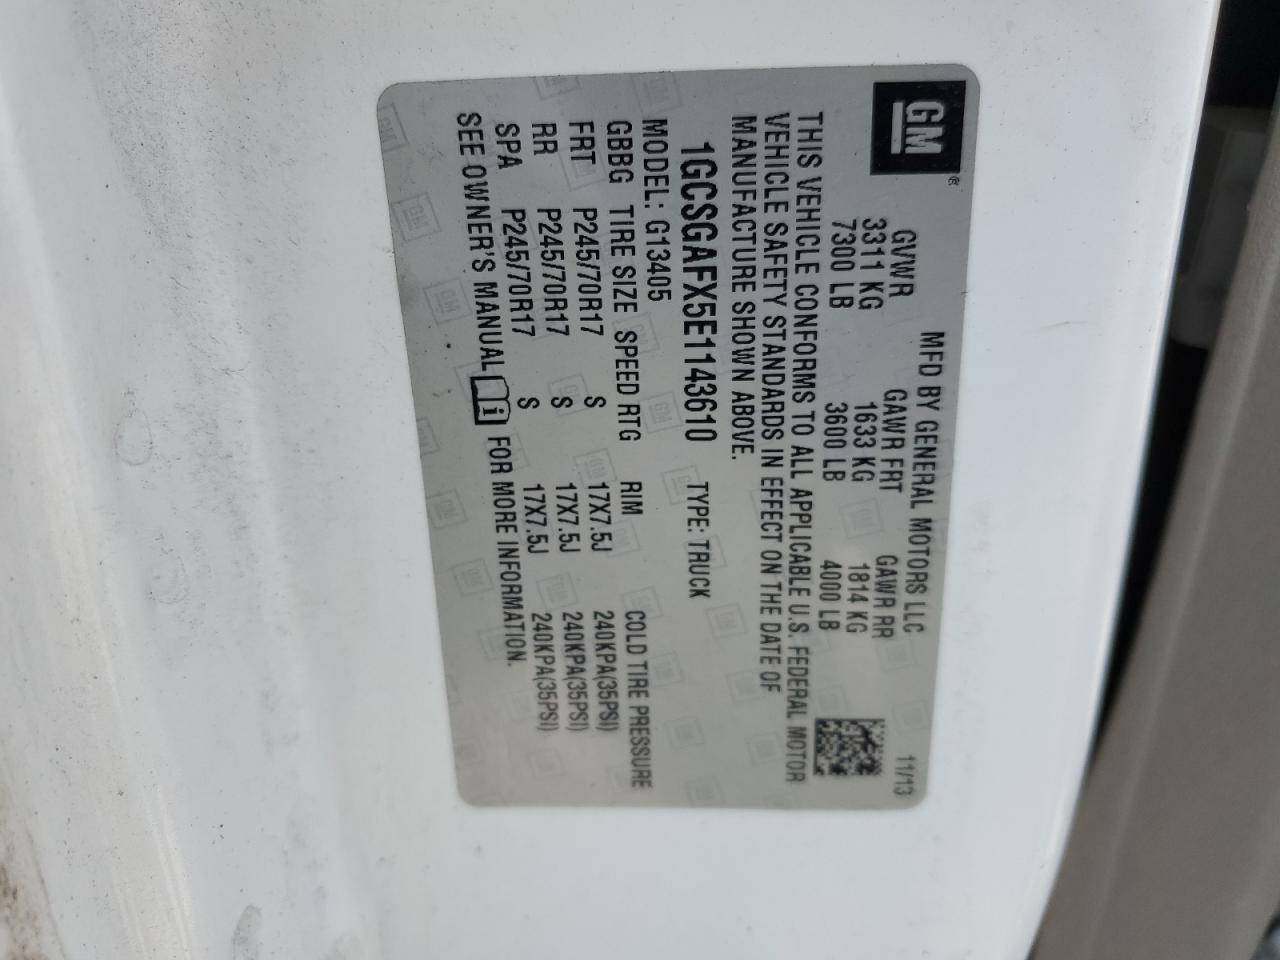 GM®
MFD BY GENERAL MOTORS LLC 11/13
GVWR GAWR FRT GAWR RR
3311 KG 1633 KG 1814 KG
7300 LB 3600 LB 4000 LB
THIS VEHICLE CONFORMS TO ALL APPLICABLE U.S. FEDERAL MOTOR
VEHICLE SAFETY STANDARDS IN EFFECT ON THE DATE OF
MANUFACTURE SHOWN ABOVE.
1GCSGAFX5E1143610 TYPE: TRUCK
MODEL: G13405
GBBG TIRE SIZE SPEED RTG RIM COLD TIRE PRESSURE
FRT P245/70R17 S 17X7.5J 240KPA(35PSI)
RR P245/70R17 S 17X7.5J 240KPA(35PSI)
SPA P245/70R17 S 17X7.5J 240KPA(35PSI)
SEE OWNER'S MANUAL i FOR MORE INFORMATION.